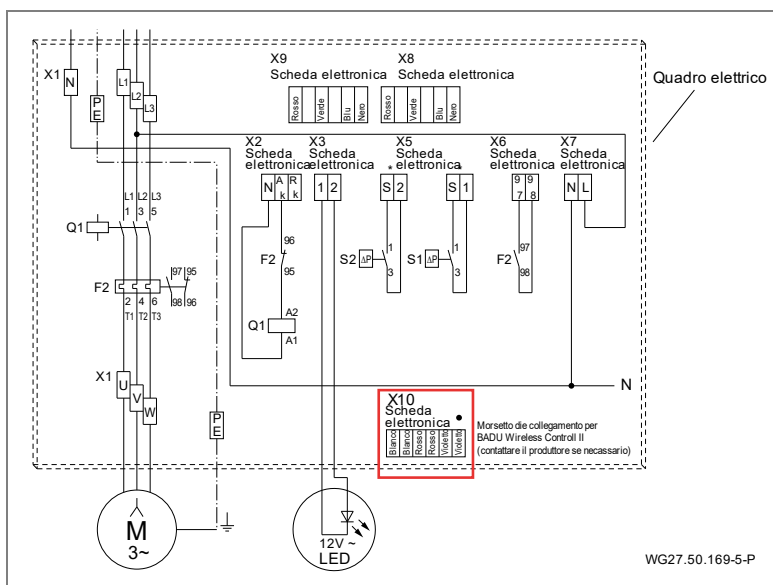 X9
Scheda elettronica
Rosso
Verde
Blu
Nero
X8
Scheda elettronica
Rosso
Verde
Blu
Nero
Quadro elettrico
X1
N
PE
L1
L2
L3
X2
Scheda
elettronica
N
A
k
R
k
X3
Scheda
elettronica
1 2
X5
Scheda
elettronica
* S 2
S * 1
X6
Scheda
elettronica
9 9
7 8
X7
Scheda
elettronica
N L
L1 L2 L3
1 3 5
Q1
F2
97 95
98 96
2 4 6
T1 T2 T3
F2
96
95
Q1
A2
A1
S2 ΔP
1
3
S1 ΔP
1
3
F2
97
98
X1
U
V
W
PE
N
X10
Scheda
elettronica
Bianco
Bianco
Rosso
Rosso
Violetto
Violetto
Morsetto die collegamento per
BADU Wireless Controll II
(contattare il produttore se necassario)
M
3~
12V ~
LED
WG27.50.169-5-P